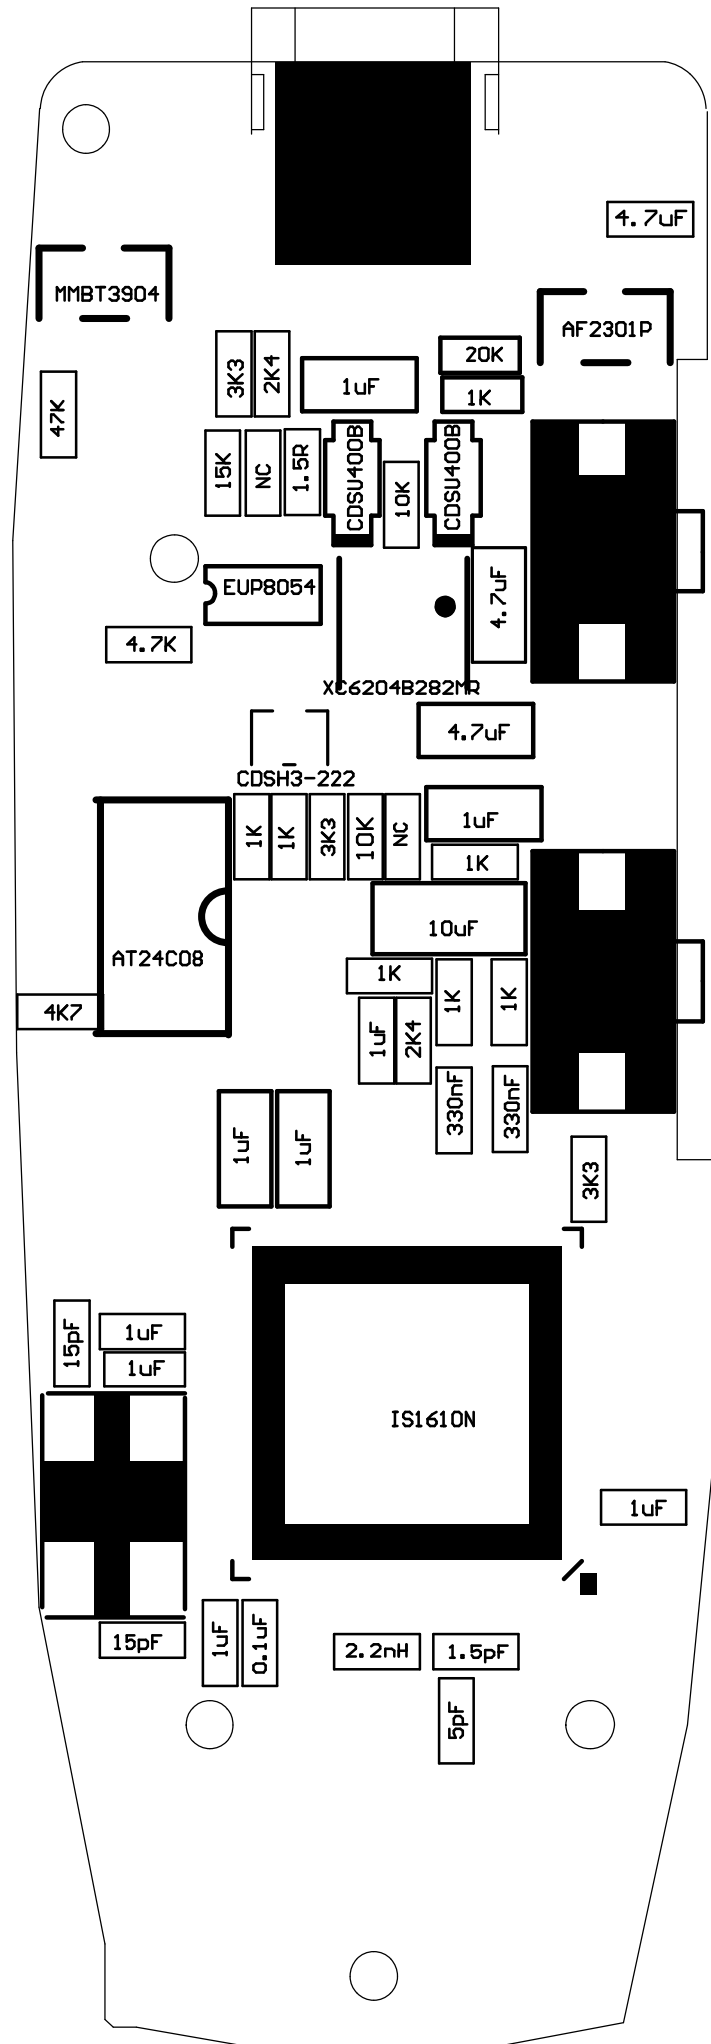 4.7uF
MMBT3904
AF2301P
20K
3K3
2K4
1uF
1K
47K
15K
NC
1.5R
CDSU400B
10K
CDSU400B
EUP8054
4.7uF
4.7K
XC6204B282MR
4.7uF
CDSH3-222
1uF
1K
1K
3K3
10K
NC
1K
10uF
AT24C08
1K
4K7
1K
1K
1uF
2K4
330nF
330nF
1uF
1uF
3K3
15pF
1uF
1uF
IS1610N
1uF
15pF
1uF
0.1uF
2.2nH
1.5pF
5pF